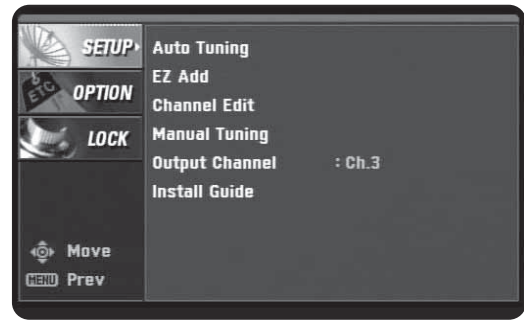 SETUP
OPTION
ETC
LOCK
Auto Tuning
EZ Add
Channel Edit
Manual Tuning
Output Channel : Ch.3
Install Guide
Move
MENU Prev